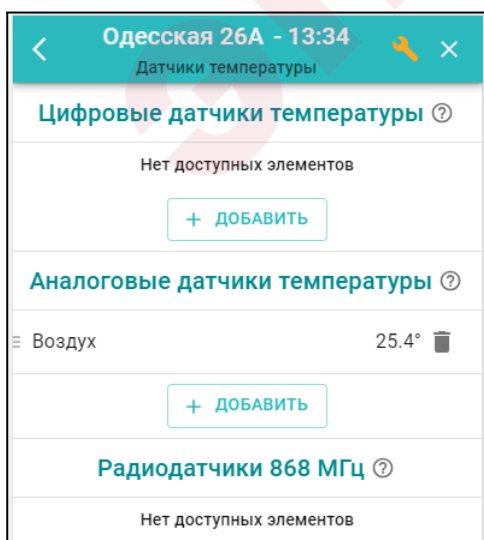 Одесская 26А - 13:34
Датчики температуры
Цифровые датчики температуры
Нет доступных элементов
+ ДОБАВИТЬ
Аналоговые датчики температуры
Воздух 25.4°
+ ДОБАВИТЬ
Радиодатчики 868 МГц
Нет доступных элементов